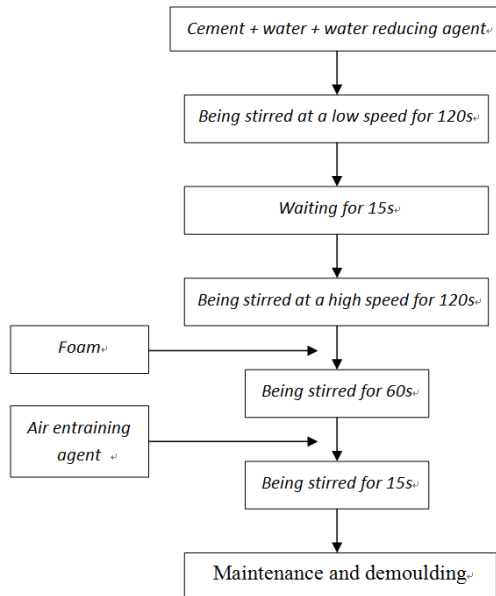 Cement + water + water reducing agent↵
Being stirred at a low speed for 120s↵
Waiting for 15s↵
Being stirred at a high speed for 120s↵
Foam↵
Being stirred for 60s↵
Air entraining
agent ↵
Being stirred for 15s↵
Maintenance and demoulding↵